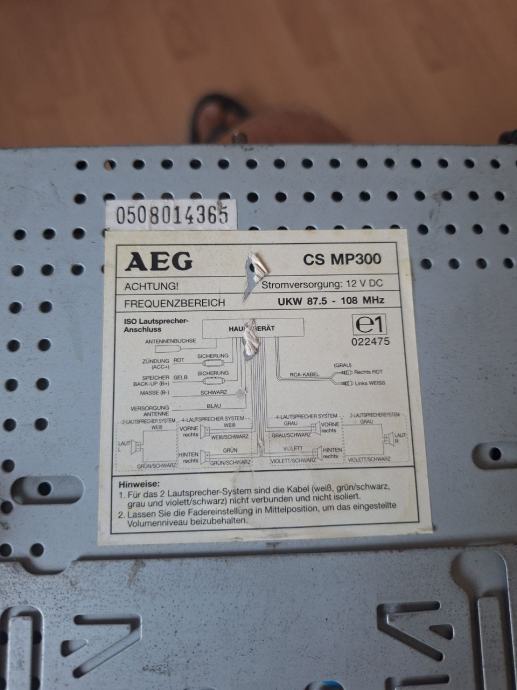 0508014365
AEG CS MP300
ACHTUNG! Stromversorgung: 12 V DC
FREQUENZBEREICH UKW 87.5 - 108 MHz
ISO Lautsprecher-
Anschluss
HAU GERÄT
e1
022475
ANTENNENBUCHSE
ZÜNDUNG ROT SICHERUNG
(ACC+)
SPEICHER GELB SICHERUNG
BACK-UP (B+)
MASSE (B-) SCHWARZ
RCA-KABEL
(GRAU)
Rechts ROT
Links WEISS
VERSORGUNG BLAU
ANTENNE
2-LAUTSPRECHER SYSTEM 4-LAUTSPRECHER SYSTEM 4-LAUTSPRECHER SYSTEM
WEIß WEIß GRAU GRAU
VORNE
rechts
WEIß/SCHWARZ GRAU/SCHWARZ
VORNE
rechts
GRÜN VIOLETT
HINTEN
rechts
HINTEN
rechts
GRÜN/SCHWARZ GRÜN/SCHWARZ VIOLETT/SCHWARZ VIOLETT/SCHWARZ
Hinweise:
1. Für das 2 Lautsprecher-System sind die Kabel (weiß, grün/schwarz,
grau und violett/schwarz) nicht verbunden und nicht isoliert.
2. Lassen Sie die Fadereinstellung in Mittelposition, um das eingestellte
Volumenniveau beizubehalten.